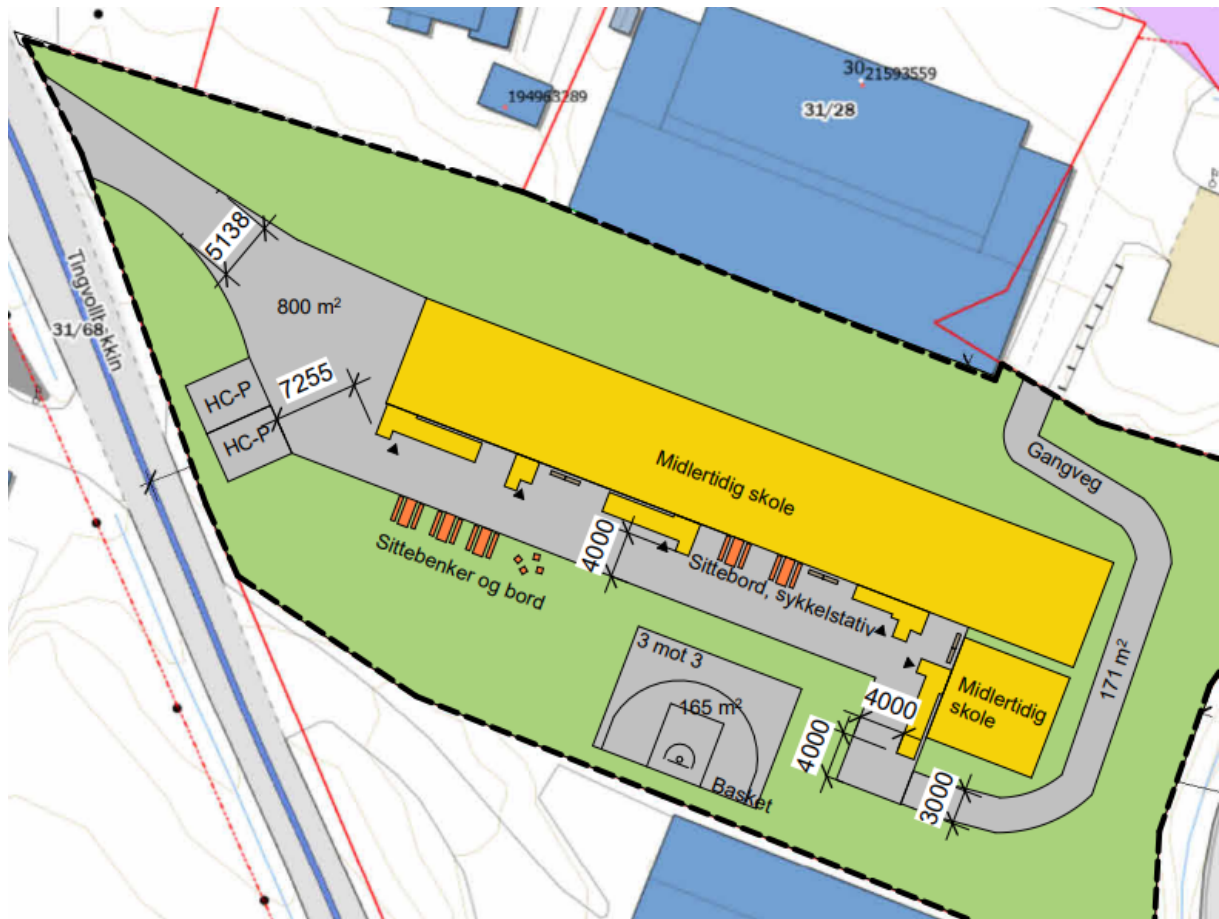 30 21593559
194963289
31/28
5138
800 m²
Tingvollbekkin
31/68
7255
HC-P
HC-P
Gangveg
Midlertidig skole
4000
Sittebenker og bord
Sittebord, sykkelstativ
3 mot 3
171 m²
165 m²
4000
Midlertidig
skole
4000
Basket
3000